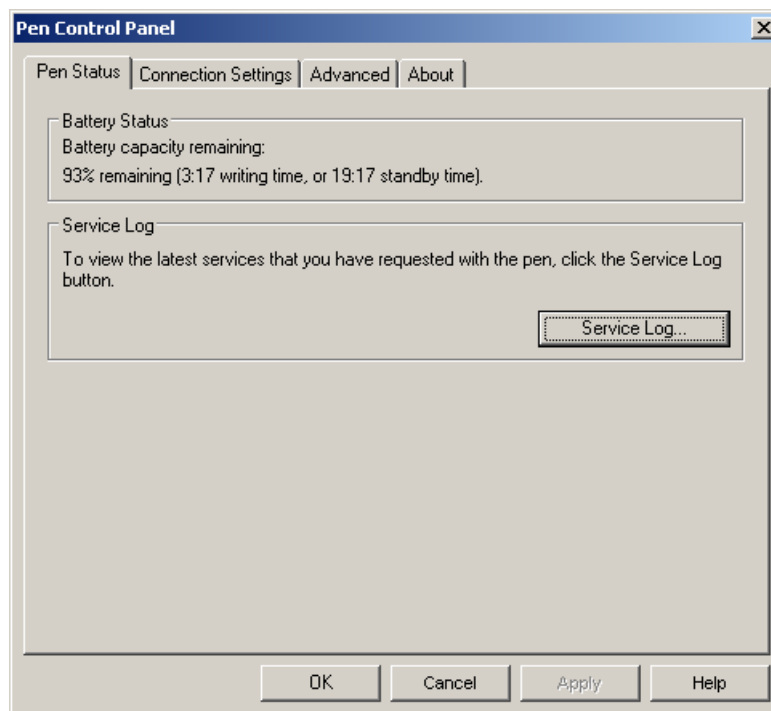 Pen Control Panel
Pen Status Connection Settings Advanced About
Battery Status
Battery capacity remaining:
93% remaining (3:17 writing time, or 19:17 standby time).
Service Log
To view the latest services that you have requested with the pen, click the Service Log
button.
Service Log...
OK Cancel Apply Help